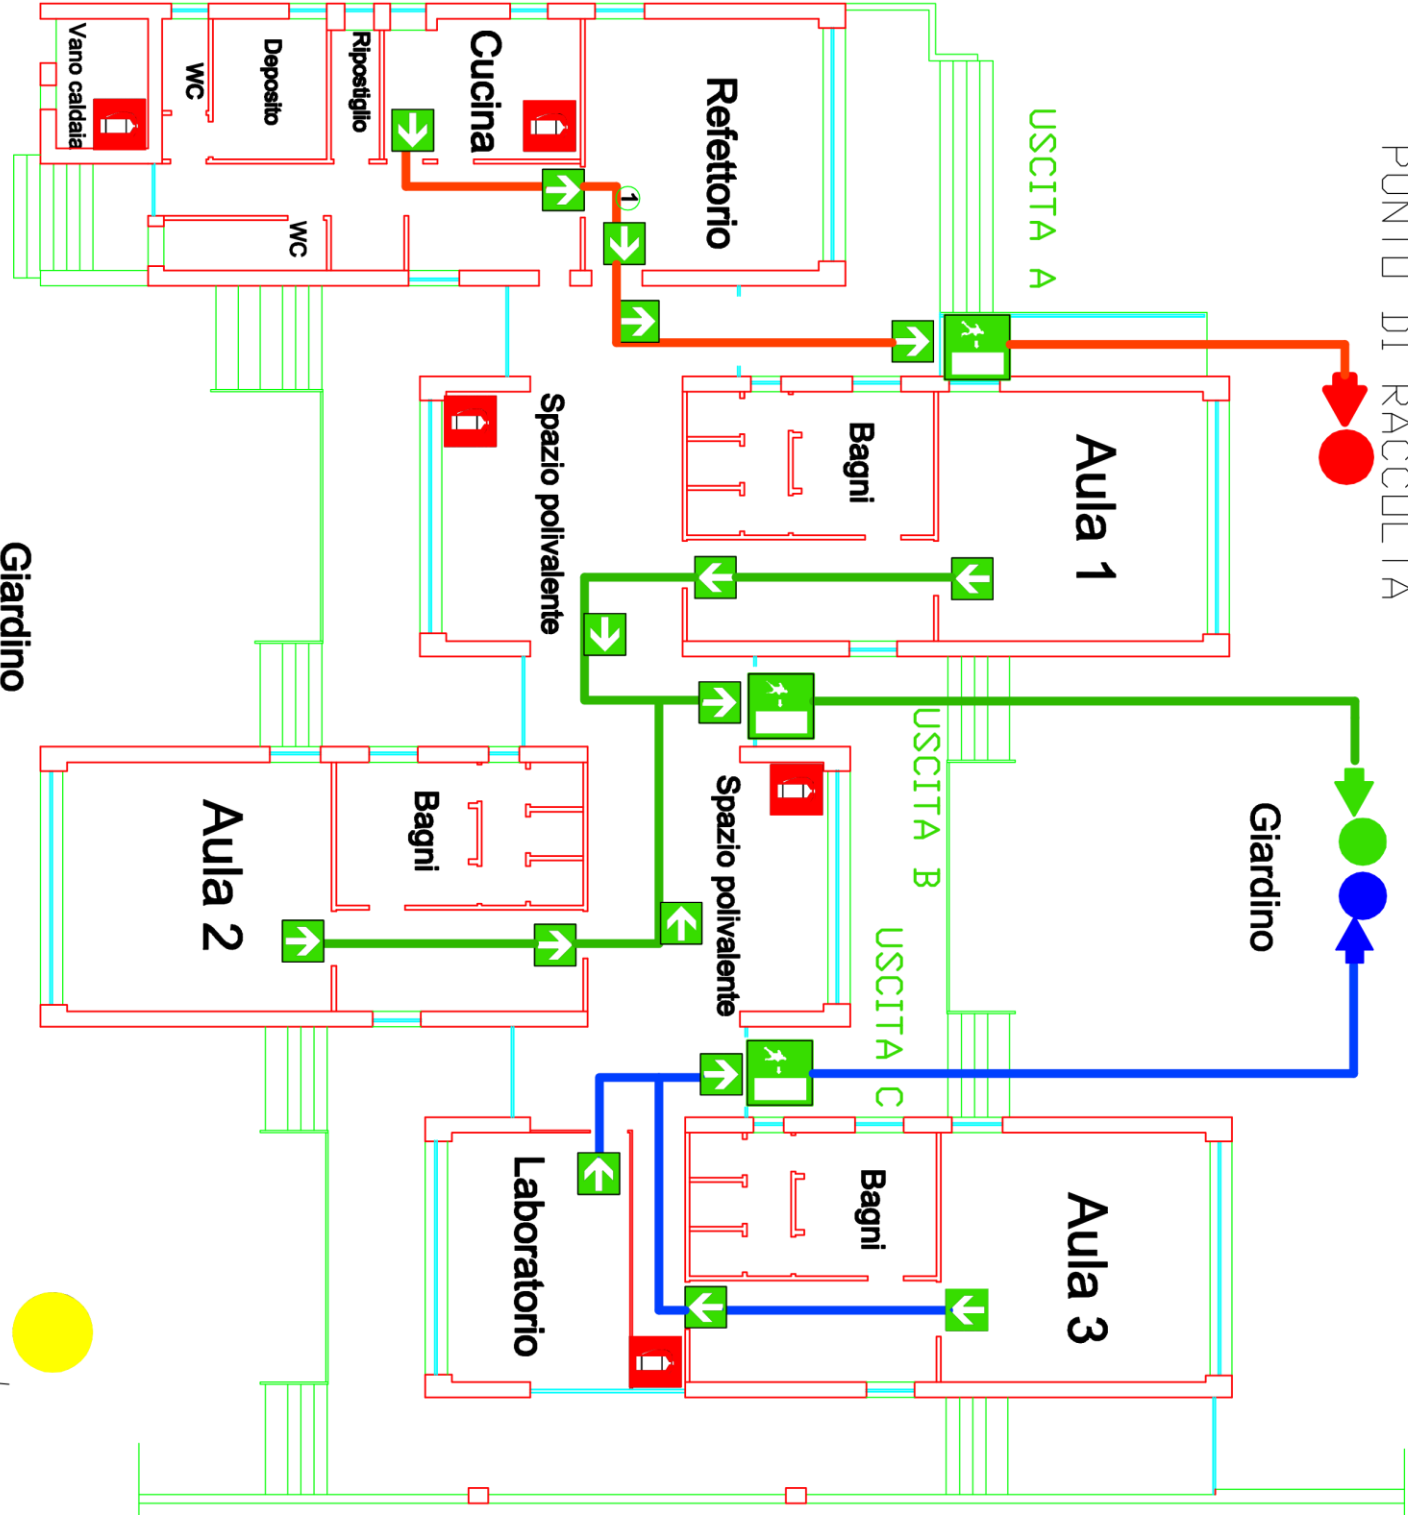 PUNTO DI RACCOLTA
USCITA A
Refettorio
1
Cucina
Ripostiglio
Deposito
WC
Vano caldaia
WC
Aula 1
Bagni
Spazio polivalente
Giardino
USCITA B
Giardino
Spazio polivalente
Bagni
Aula 2
USCITA C
Aula 3
Bagni
Laboratorio